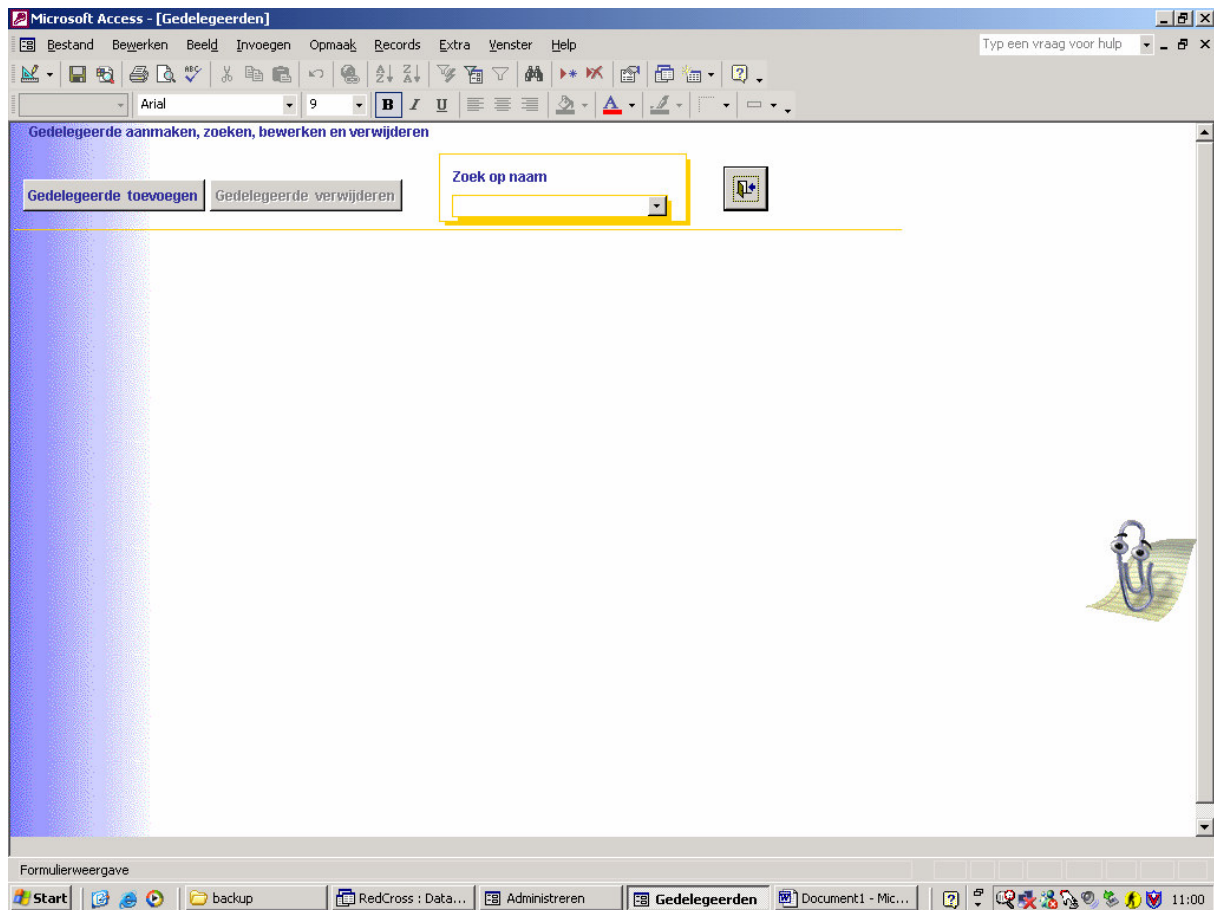 Microsoft Access - [Gedelegeerden]
Bestand Bewerken Beeld Invoegen Opmaak Records Extra Venster Help Typ een vraag voor hulp
Arial 9 B I U
Gedelegeerde aanmaken, zoeken, bewerken en verwijderen
Zoek op naam
Gedelegeerde toevoegen Gedelegeerde verwijderen
Formulierweergave
Start backup RedCross : Data... Administreren Gedelegeerden Document1 - Mic... 11:00